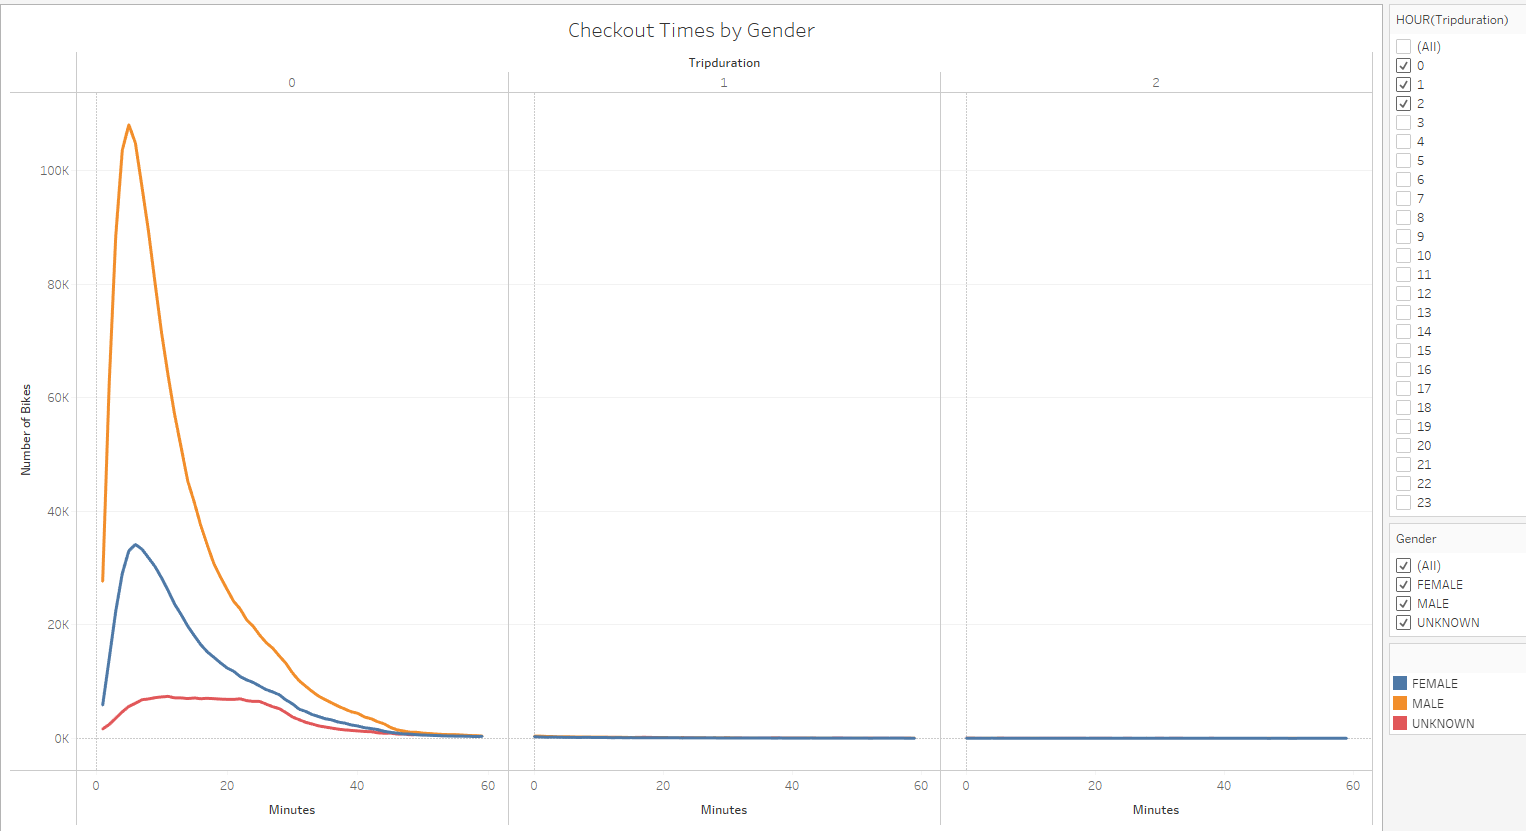 Checkout Times by Gender
Tripduration
0 1 2
100K
80K
60K
40K
20K
0K
Number of Bikes
0 20 40 60 0 20 40 60 0 20 40 60
Minutes Minutes Minutes
HOUR(Tripduration)
(All)
0
1
2
3
4
5
6
7
8
9
10
11
12
13
14
15
16
17
18
19
20
21
22
23
Gender
(All)
FEMALE
MALE
UNKNOWN
FEMALE
MALE
UNKNOWN